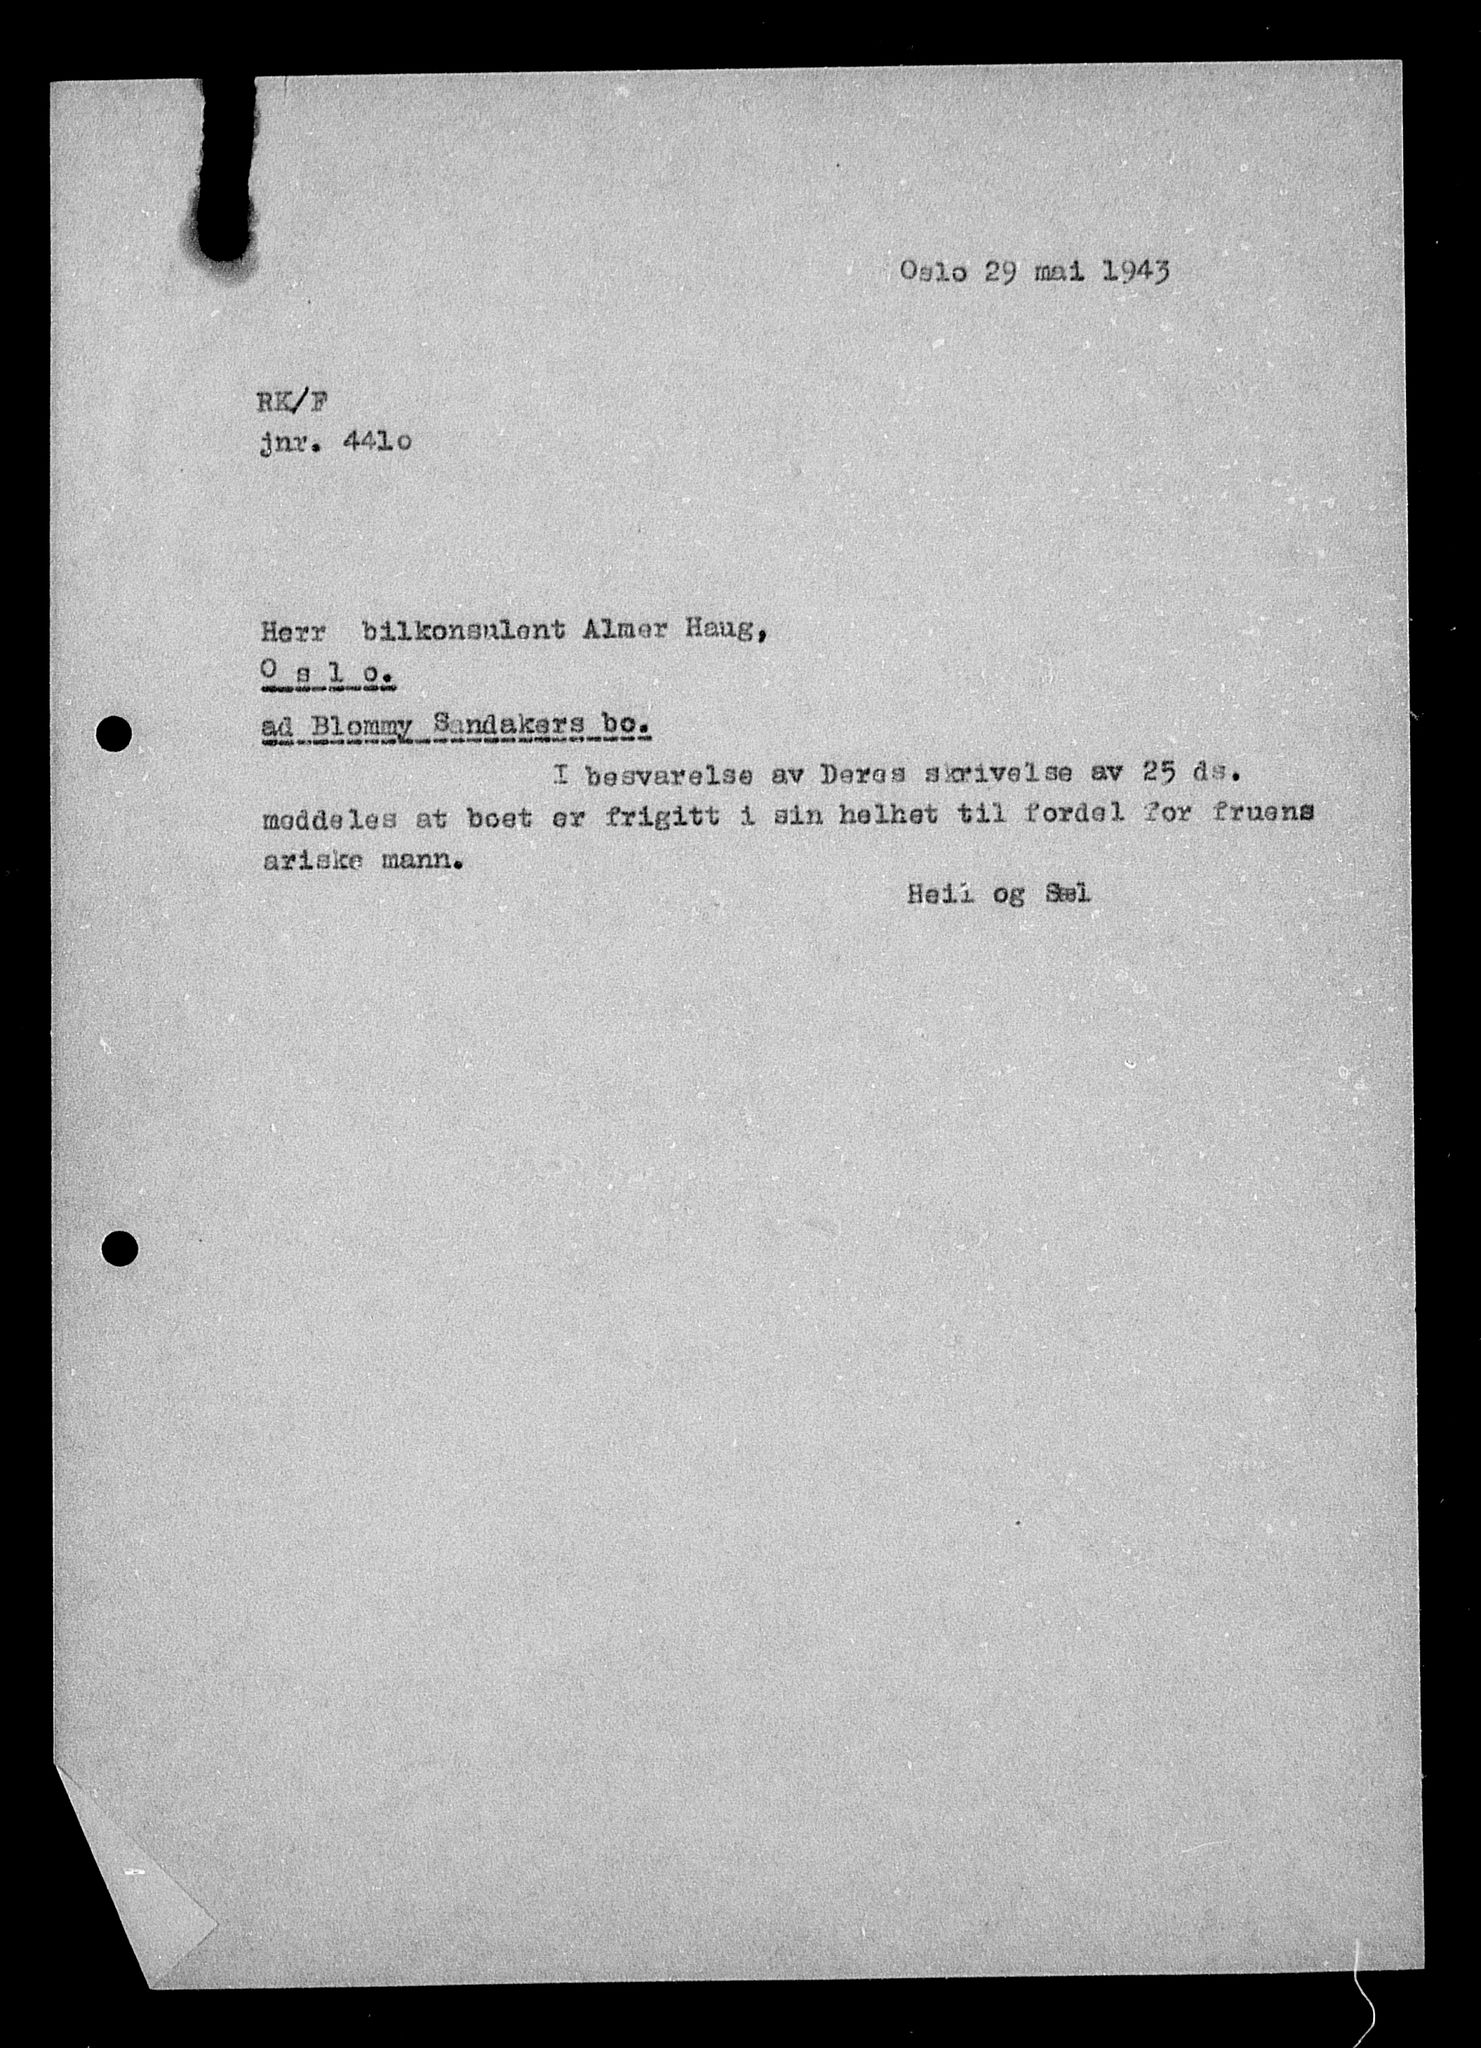 Oslo 29 mai 1943
RK/F
jnr. 441o
Herr bilkonsulent Almer Haug,
O s l o.
ad Blommy Sandakers bo.
I besvarelse av Deres skrivelse av 25 ds.
meddeles at boet er frigitt i sin helhet til fordel for fruens
ariske mann.
Heil og Sæl